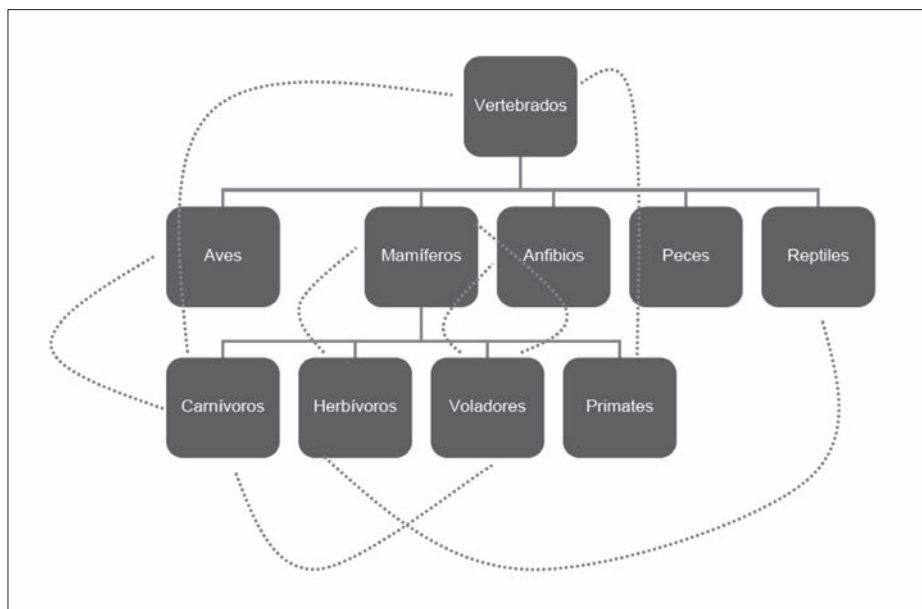 Vertebrados
Aves
Mamíferos
Anfibios
Peces
Reptiles
Carnívoros
Herbívoros
Voladores
Primates